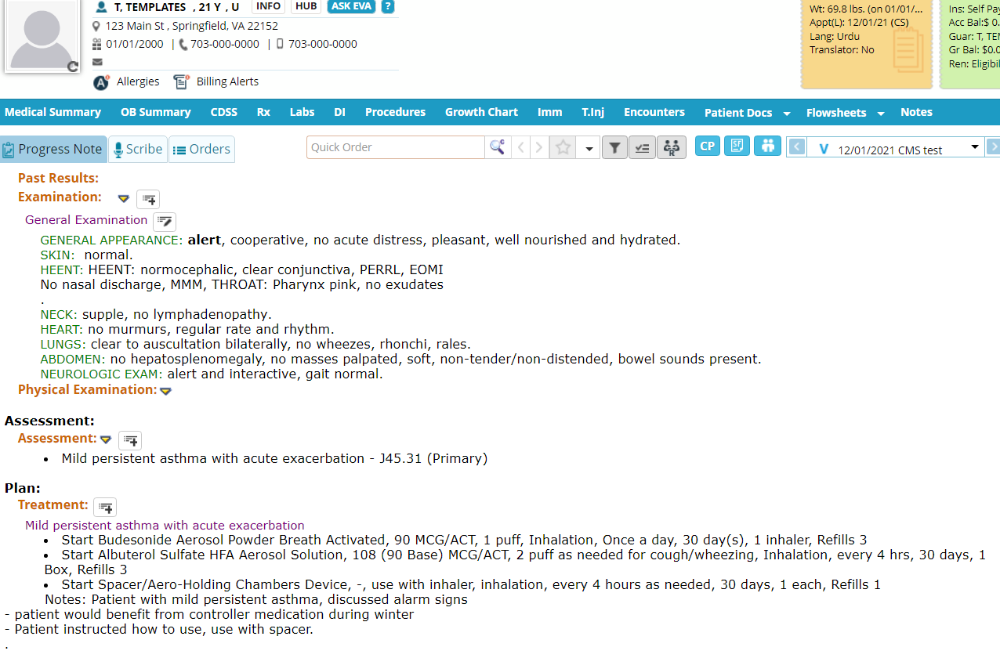 T, TEMPLATES , 21 Y , U INFO HUB ASK EVA ?
123 Main St , Springfield, VA 22152
01/01/2000 | 703-000-0000 | 703-000-0000
A Allergies Billing Alerts
Wt: 69.8 lbs. (on 01/01/...
Appt(L): 12/01/21 (CS)
Lang: Urdu
Translator: No
Ins: Self Pay
Acc Bal:$ 0.
Guar: T, TE
Gr Bal: $0.0
Ren: Eligibil
Medical Summary OB Summary CDSS Rx Labs DI Procedures Growth Chart Imm T.Inj Encounters Patient Docs Flowsheets Notes
Progress Note Scribe Orders Quick Order C R CP SF V 12/01/2021 CMS test
Past Results:
Examination:
General Examination
GENERAL APPEARANCE: alert, cooperative, no acute distress, pleasant, well nourished and hydrated.
SKIN: normal.
HEENT: HEENT: normocephalic, clear conjunctiva, PERRL, EOMI
No nasal discharge, MMM, THROAT: Pharynx pink, no exudates
.
NECK: supple, no lymphadenopathy.
HEART: no murmurs, regular rate and rhythm.
LUNGS: clear to auscultation bilaterally, no wheezes, rhonchi, rales.
ABDOMEN: no hepatosplenomegaly, no masses palpated, soft, non-tender/non-distended, bowel sounds present.
NEUROLOGIC EXAM: alert and interactive, gait normal.
Physical Examination:
Assessment:
Assessment:
• Mild persistent asthma with acute exacerbation - J45.31 (Primary)
Plan:
Treatment:
Mild persistent asthma with acute exacerbation
• Start Budesonide Aerosol Powder Breath Activated, 90 MCG/ACT, 1 puff, Inhalation, Once a day, 30 day(s), 1 inhaler, Refills 3
• Start Albuterol Sulfate HFA Aerosol Solution, 108 (90 Base) MCG/ACT, 2 puff as needed for cough/wheezing, Inhalation, every 4 hrs, 30 days, 1
Box, Refills 3
• Start Spacer/Aero-Holding Chambers Device, -, use with inhaler, inhalation, every 4 hours as needed, 30 days, 1 each, Refills 1
Notes: Patient with mild persistent asthma, discussed alarm signs
- patient would benefit from controller medication during winter
- Patient instructed how to use, use with spacer.
.